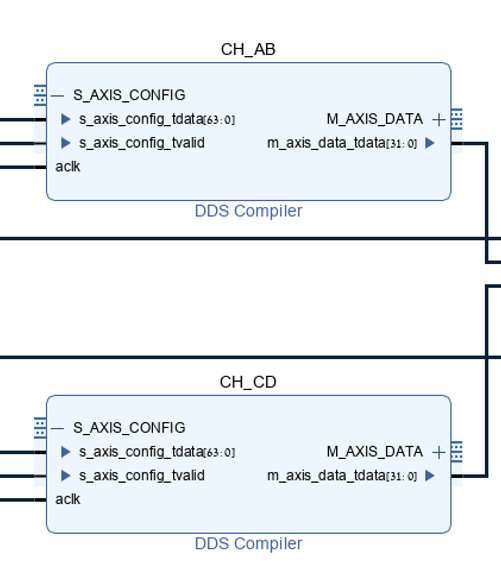 CH_AB
S_AXIS_CONFIG
s_axis_config_tdata[63:0] M_AXIS_DATA
s_axis_config_tvalid m_axis_data_tdata[31:0]
aclk
DDS Compiler
CH_CD
S_AXIS_CONFIG
s_axis_config_tdata[63:0] M_AXIS_DATA
s_axis_config_tvalid m_axis_data_tdata[31:0]
aclk
DDS Compiler